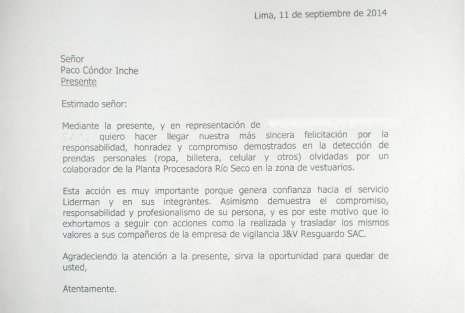 Lima, 11 de septiembre de 2014
Señor
Paco Cóndor Inche
Presente
Estimado señor:
Mediante la presente, y en representación de
quiero hacer llegar nuestra más sincera felicitación por la
responsabilidad, honradez y compromiso demostrados en la detección de
prendas personales (ropa, billetera, celular y otros) olvidadas por un
colaborador de la Planta Procesadora Río Seco en la zona de vestuarios.
Esta acción es muy importante porque genera confianza hacia el servicio
Liderman y en sus integrantes. Asimismo demuestra el compromiso,
responsabilidad y profesionalismo de su persona, y es por este motivo que lo
exhortamos a seguir con acciones como la realizada y trasladar los mismos
valores a sus compañeros de la empresa de vigilancia J&V Resguardo SAC.
Agradeciendo la atención a la presente, sirva la oportunidad para quedar de
usted,
Atentamente.